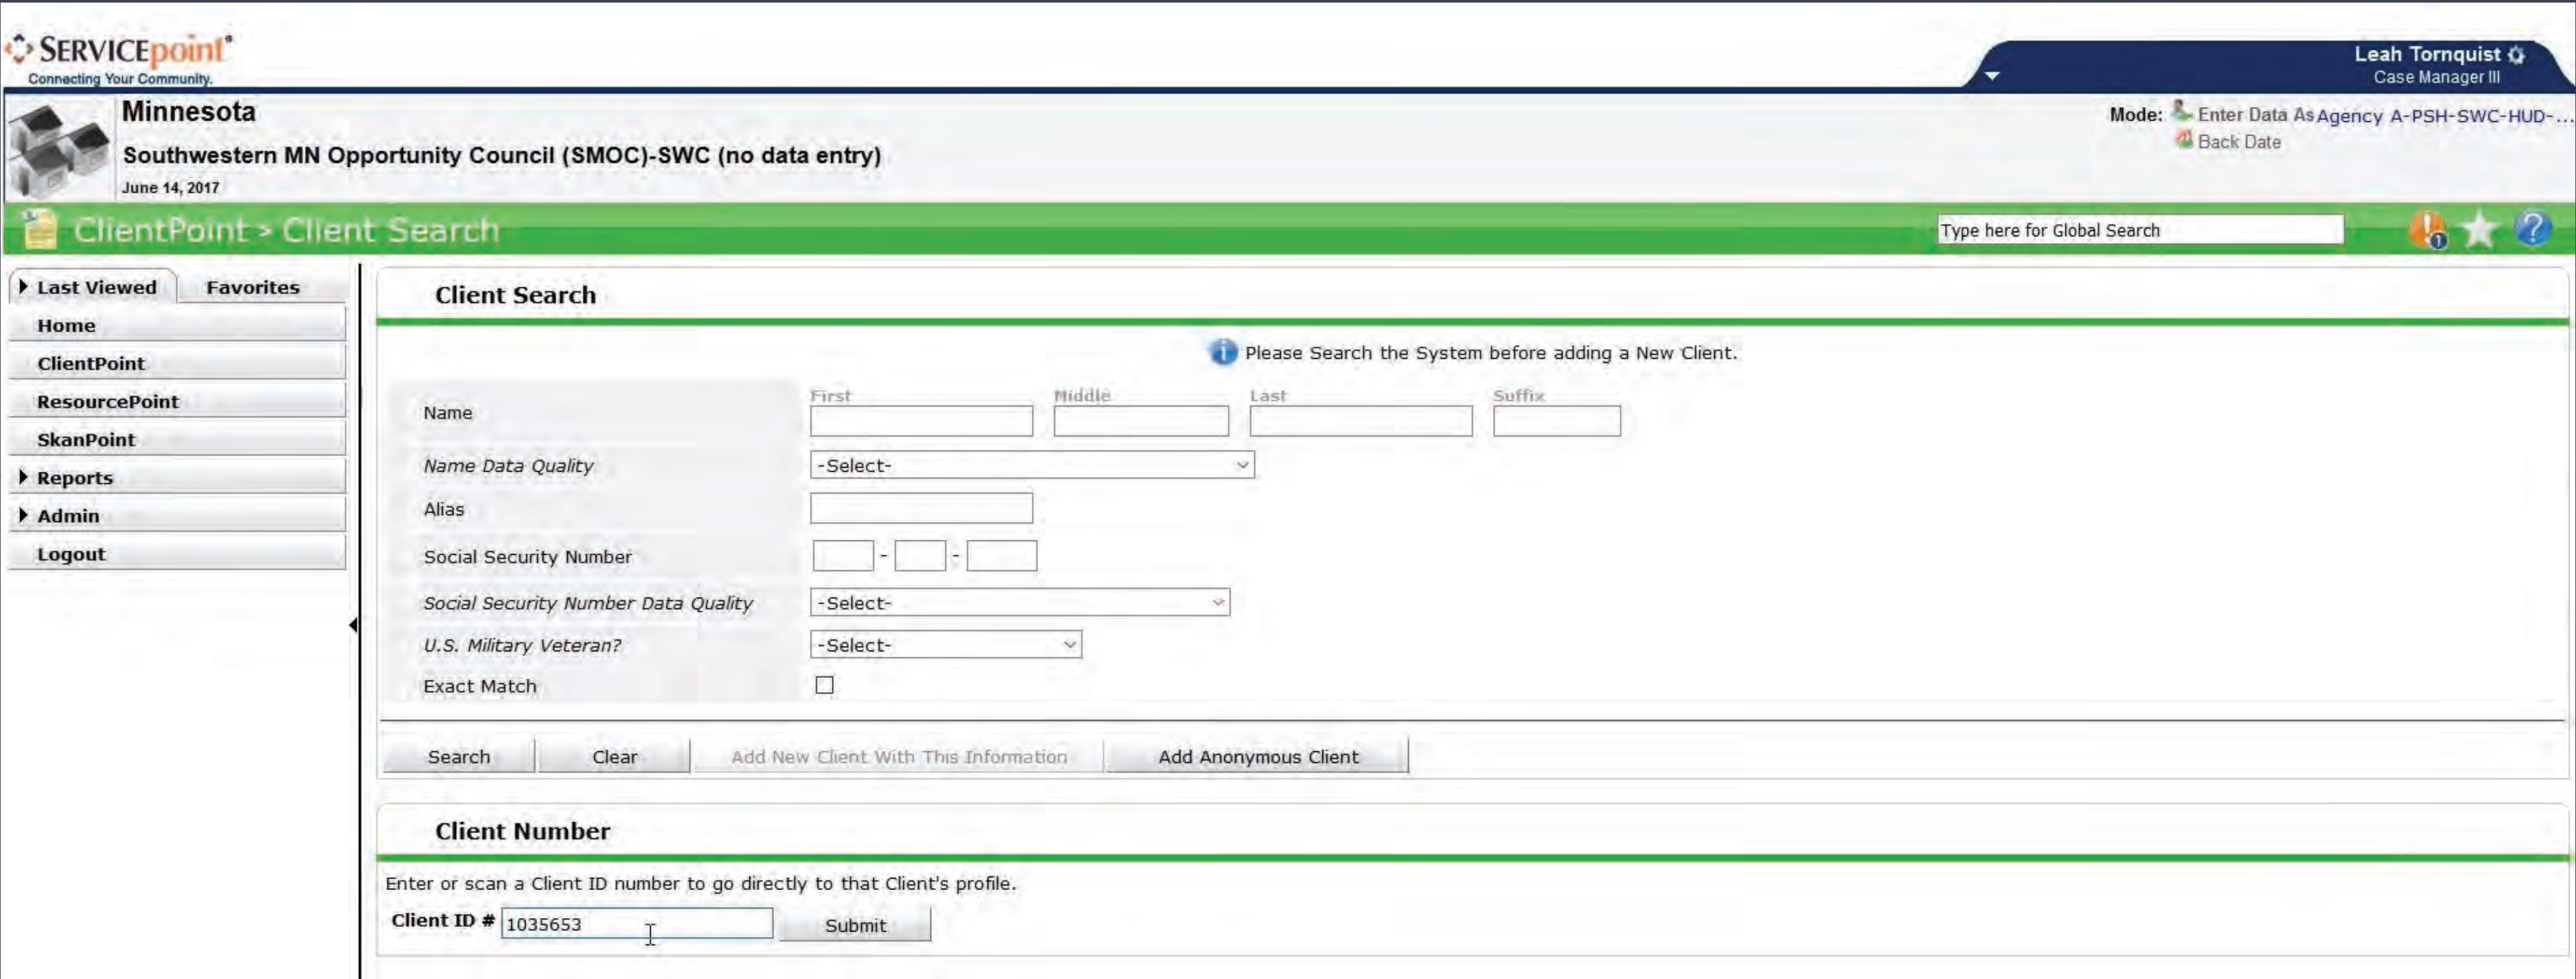 SERVICEpoint®
Connecting Your Community.
Leah Tornquist
Case Manager III
Minnesota
Southwestern MN Opportunity Council (SMOC)-SWC (no data entry)
June 14, 2017
Mode: Enter Data As Agency A-PSH-SWC-HUD-...
Back Date
ClientPoint > Client Search
Type here for Global Search
1
?
Last Viewed
Favorites
Home
ClientPoint
ResourcePoint
SkanPoint
Reports
Admin
Logout
Client Search
Please Search the System before adding a New Client.
First Middle Last Suffix
Name
Name Data Quality -Select-
Alias
Social Security Number - -
Social Security Number Data Quality -Select-
U.S. Military Veteran? -Select-
Exact Match
Search Clear Add New Client With This Information Add Anonymous Client
Client Number
Enter or scan a Client ID number to go directly to that Client's profile.
Client ID # 1035653 Submit